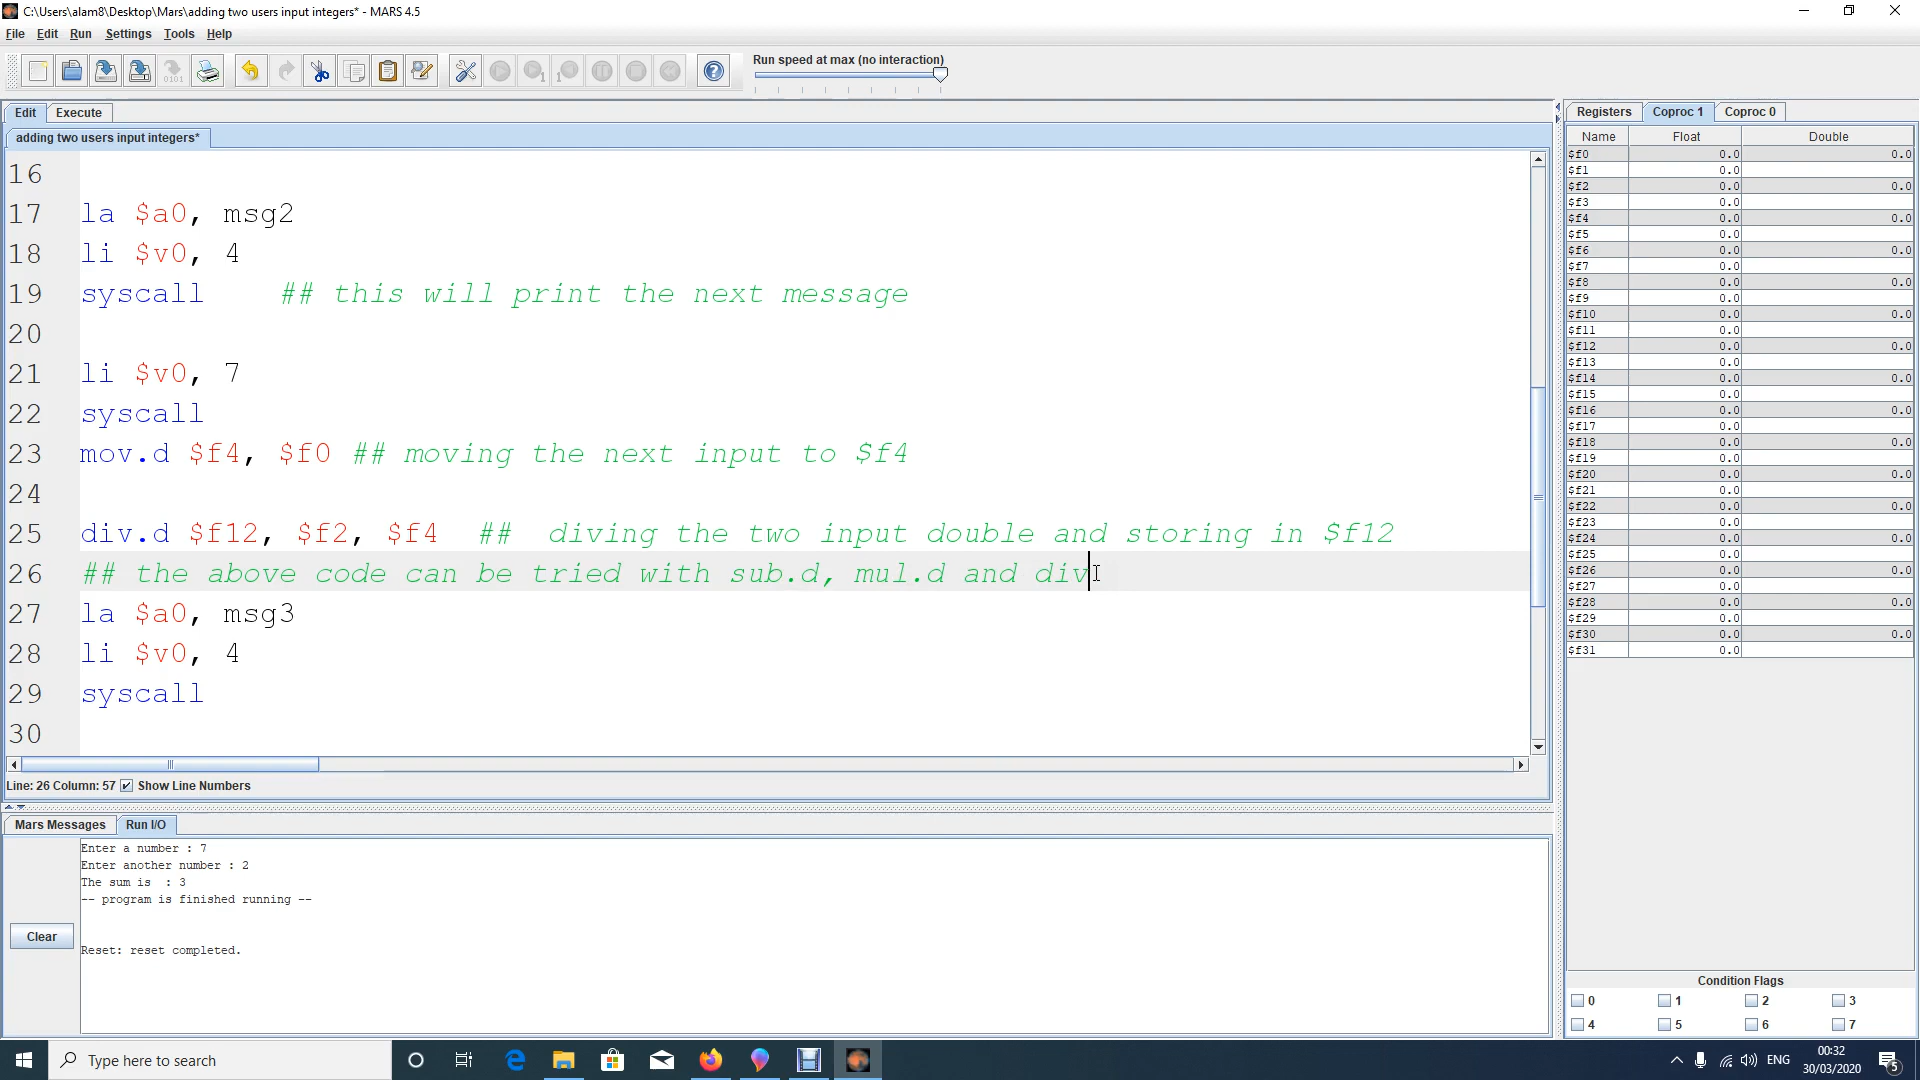 C:\Users\alam8\Desktop\Mars\adding two users input integers* - MARS 4.5
File Edit Run Settings Tools Help
Run speed at max (no interaction)
Edit Execute
adding two users input integers*
16
17 la $a0, msg2
18 li $v0, 4
19 syscall ## this will print the next message
20
21 li $v0, 7
22 syscall
23 mov.d $f4, $f0 ## moving the next input to $f4
24
25 div.d $f12, $f2, $f4 ## diving the two input double and storing in $f12
26 ## the above code can be tried with sub.d, mul.d and div
27 la $a0, msg3
28 li $v0, 4
29 syscall
30
Line: 26 Column: 57 Show Line Numbers
Mars Messages Run I/O
Enter a number : 7
Enter another number : 2
The sum is : 3
-- program is finished running --
Reset: reset completed.
Clear
Registers Coproc 1 Coproc 0
Name Float Double
$f0 0.0 0.0
$f1 0.0
$f2 0.0 0.0
$f3 0.0
$f4 0.0 0.0
$f5 0.0
$f6 0.0 0.0
$f7 0.0
$f8 0.0 0.0
$f9 0.0
$f10 0.0 0.0
$f11 0.0
$f12 0.0 0.0
$f13 0.0
$f14 0.0 0.0
$f15 0.0
$f16 0.0 0.0
$f17 0.0
$f18 0.0 0.0
$f19 0.0
$f20 0.0 0.0
$f21 0.0
$f22 0.0 0.0
$f23 0.0
$f24 0.0 0.0
$f25 0.0
$f26 0.0 0.0
$f27 0.0
$f28 0.0 0.0
$f29 0.0
$f30 0.0 0.0
$f31 0.0
Condition Flags
0 1 2 3
4 5 6 7
Type here to search
ENG
00:32
30/03/2020
5